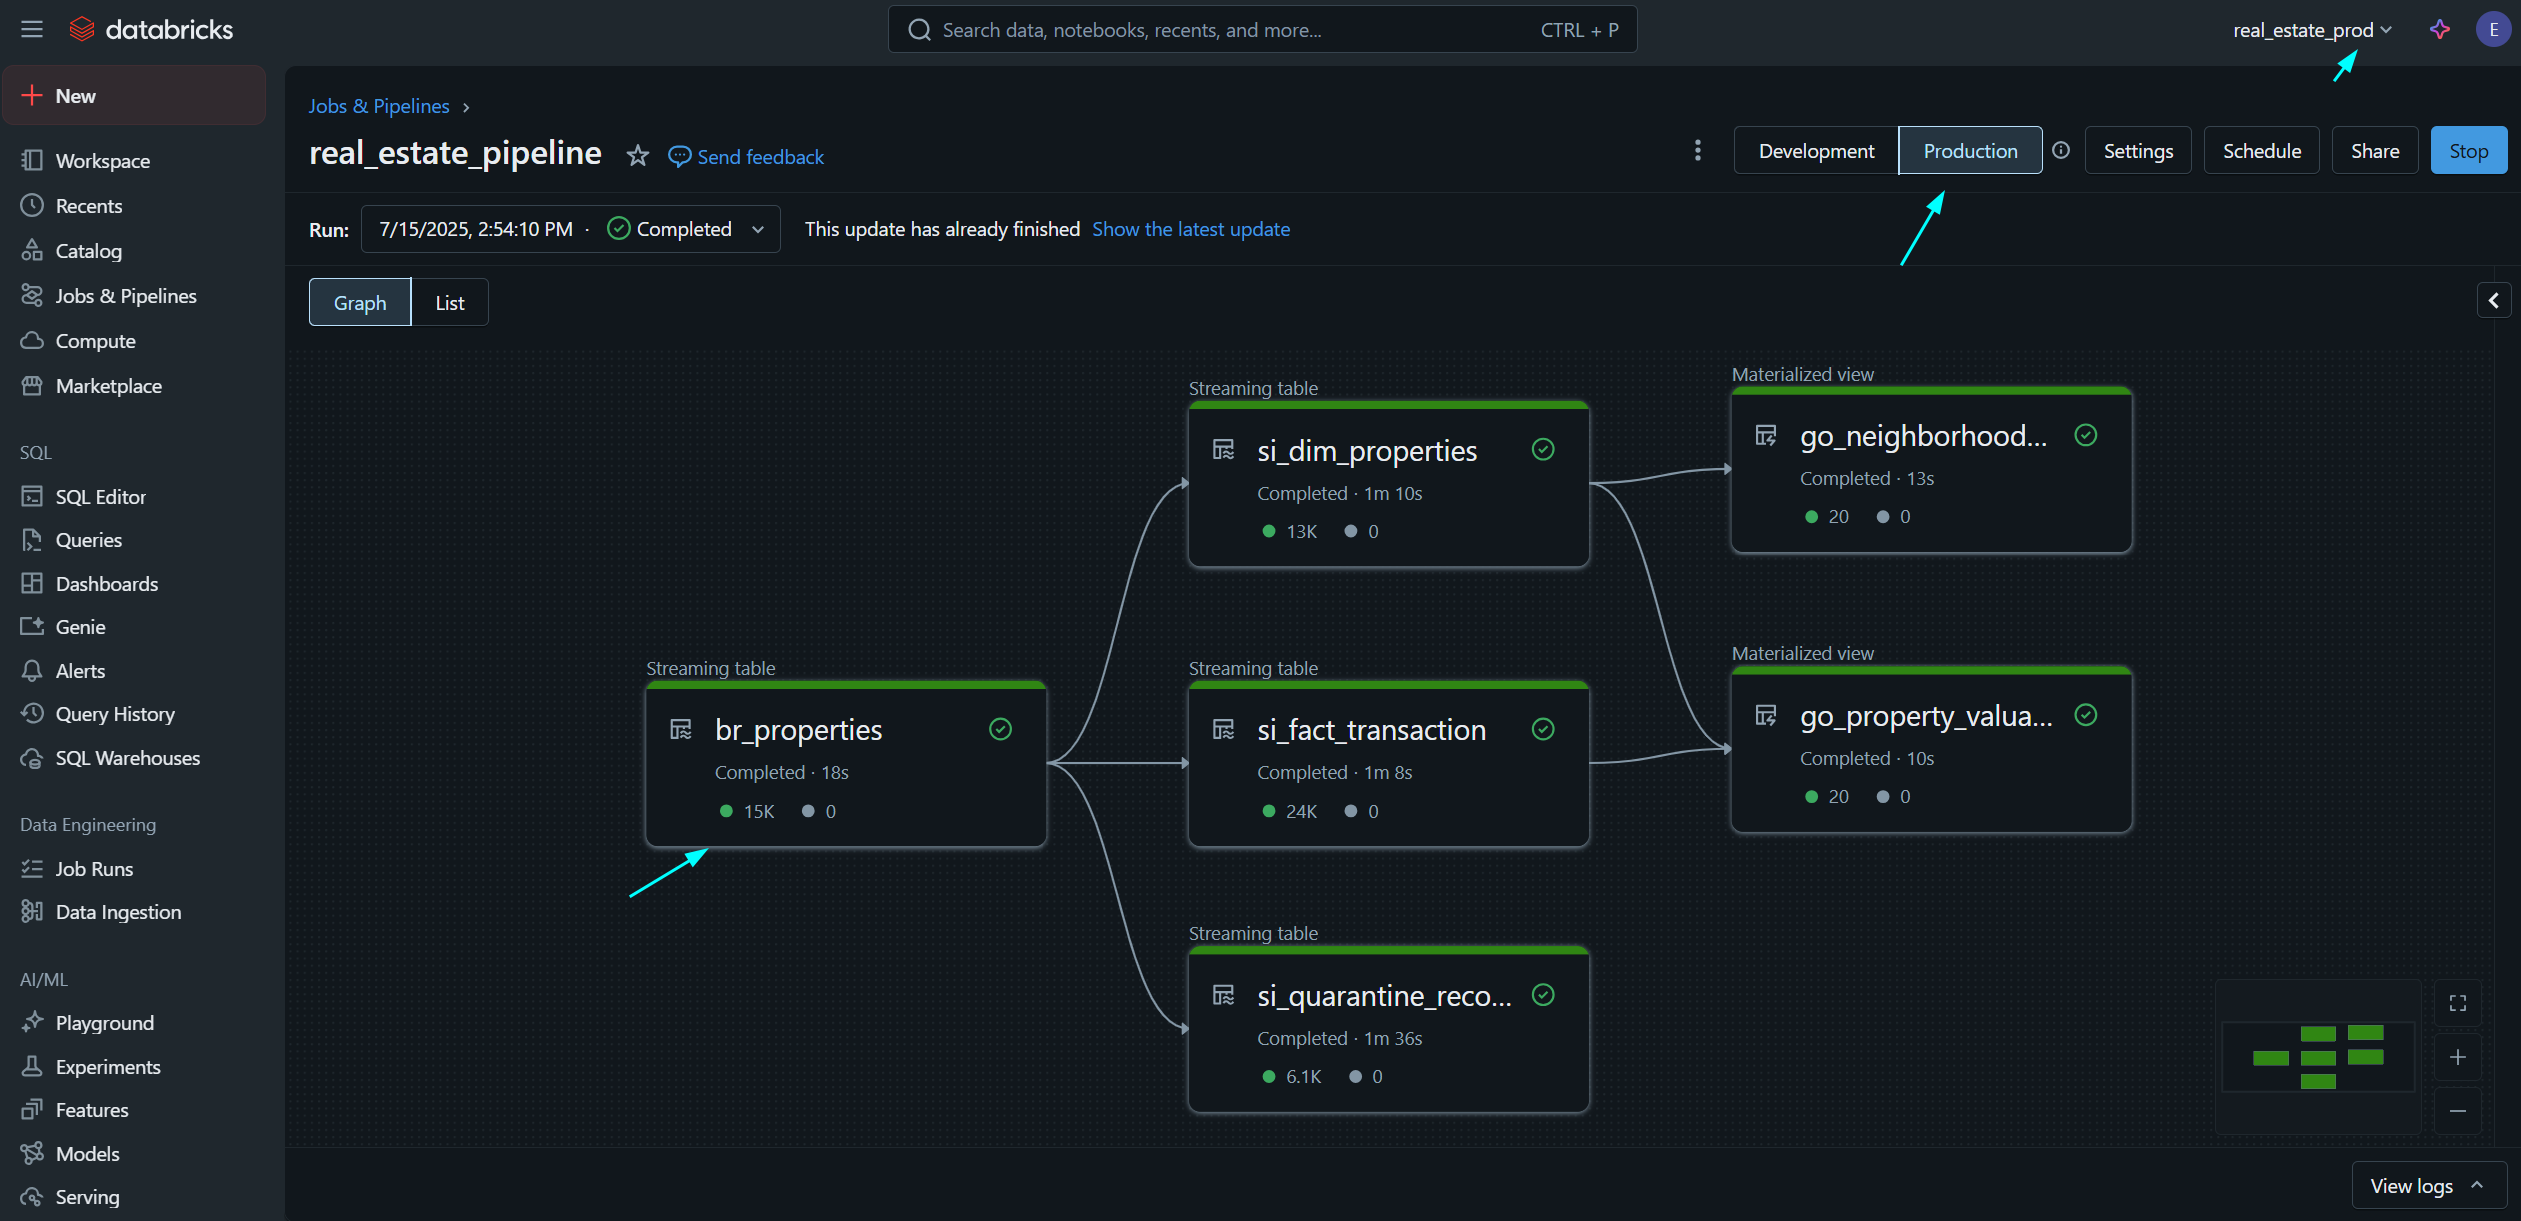 databricks
Search data, notebooks, recents, and more...
CTRL + P
real_estate_prod
E
New
Workspace
Recents
Catalog
Jobs & Pipelines
Compute
Marketplace
SQL
SQL Editor
Queries
Dashboards
Genie
Alerts
Query History
SQL Warehouses
Data Engineering
Job Runs
Data Ingestion
AI/ML
Playground
Experiments
Features
Models
Serving
Jobs & Pipelines ›
real_estate_pipeline
Send feedback
Development
Production
Settings
Schedule
Share
Stop
Run:
7/15/2025, 2:54:10 PM · Completed
This update has already finished Show the latest update
Graph
List
Streaming table
br_properties
Completed · 18s
15K 0
Streaming table
si_dim_properties
Completed · 1m 10s
13K 0
Streaming table
si_fact_transaction
Completed · 1m 8s
24K 0
Streaming table
si_quarantine_reco...
Completed · 1m 36s
6.1K 0
Materialized view
go_neighborhood...
Completed · 13s
20 0
Materialized view
go_property_valua...
Completed · 10s
20 0
View logs